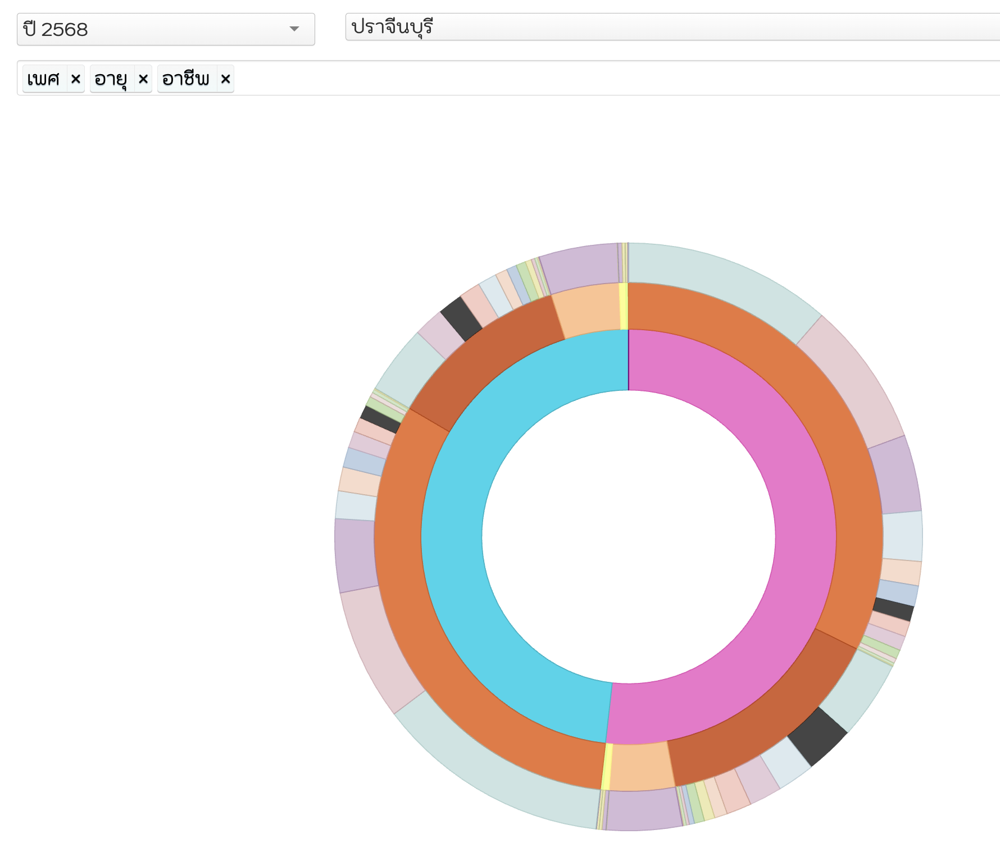 ปี 2568
ปราจีนบุรี
เพศ × อายุ × อาชีพ ×